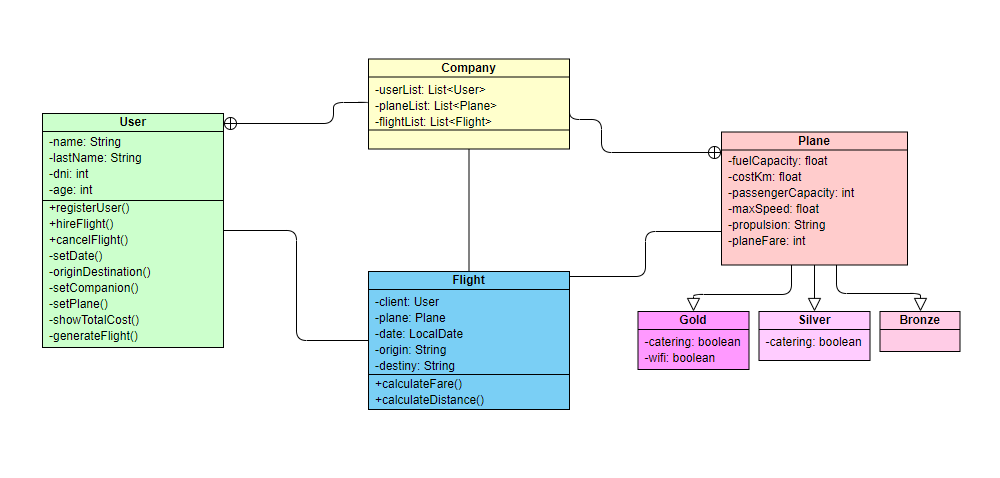 Company
-userList: List<User>
-planeList: List<Plane>
-flightList: List<Flight>
User
-name: String
-lastName: String
-dni: int
-age: int
+registerUser()
+hireFlight()
+cancelFlight()
-setDate()
-originDestination()
-setCompanion()
-setPlane()
-showTotalCost()
-generateFlight()
Plane
-fuelCapacity: float
-costKm: float
-passengerCapacity: int
-maxSpeed: float
-propulsion: String
-planeFare: int
Flight
-client: User
-plane: Plane
-date: LocalDate
-origin: String
-destiny: String
+calculateFare()
+calculateDistance()
Gold
-catering: boolean
-wifi: boolean
Silver
-catering: boolean
Bronze